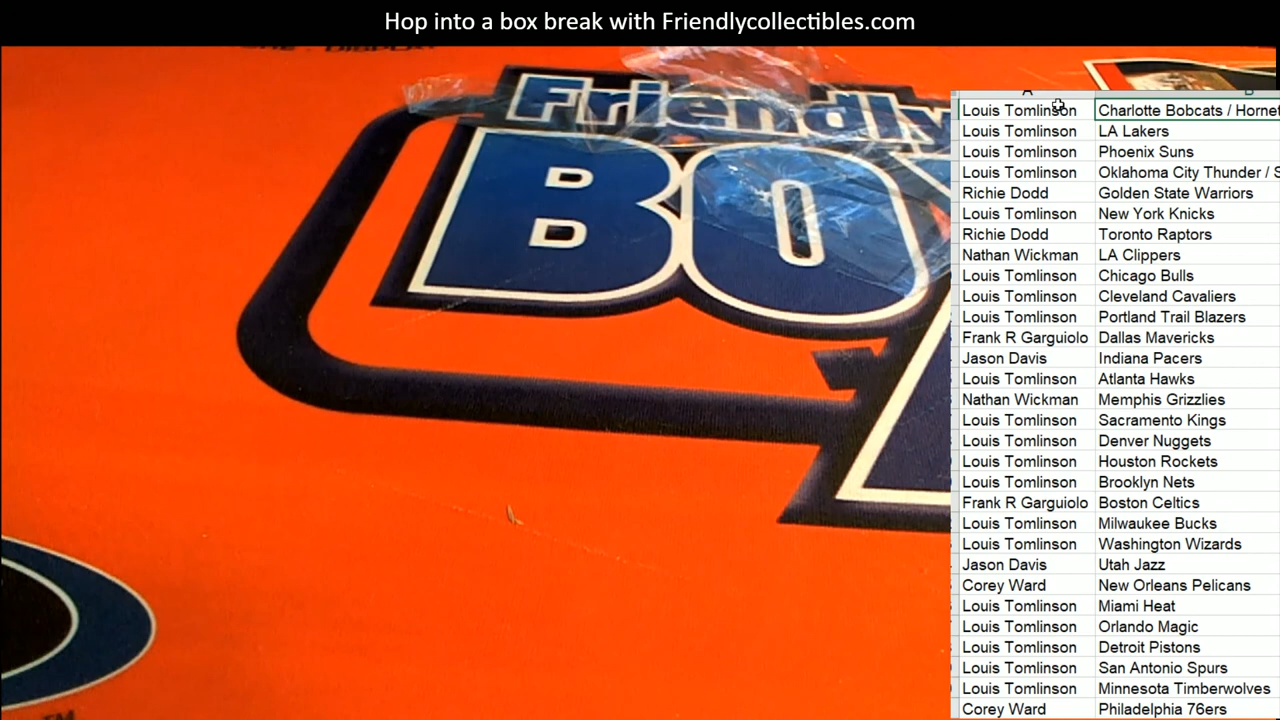 Hop into a box break with Friendlycollectibles.com
Friendly
BO
A B
Louis Tomlinson Charlotte Bobcats / Hornet
Louis Tomlinson LA Lakers
Louis Tomlinson Phoenix Suns
Louis Tomlinson Oklahoma City Thunder / S
Richie Dodd Golden State Warriors
Louis Tomlinson New York Knicks
Richie Dodd Toronto Raptors
Nathan Wickman LA Clippers
Louis Tomlinson Chicago Bulls
Louis Tomlinson Cleveland Cavaliers
Louis Tomlinson Portland Trail Blazers
Frank R Garguiolo Dallas Mavericks
Jason Davis Indiana Pacers
Louis Tomlinson Atlanta Hawks
Nathan Wickman Memphis Grizzlies
Louis Tomlinson Sacramento Kings
Louis Tomlinson Denver Nuggets
Louis Tomlinson Houston Rockets
Louis Tomlinson Brooklyn Nets
Frank R Garguiolo Boston Celtics
Louis Tomlinson Milwaukee Bucks
Louis Tomlinson Washington Wizards
Jason Davis Utah Jazz
Corey Ward New Orleans Pelicans
Louis Tomlinson Miami Heat
Louis Tomlinson Orlando Magic
Louis Tomlinson Detroit Pistons
Louis Tomlinson San Antonio Spurs
Louis Tomlinson Minnesota Timberwolves
Corey Ward Philadelphia 76ers
TM